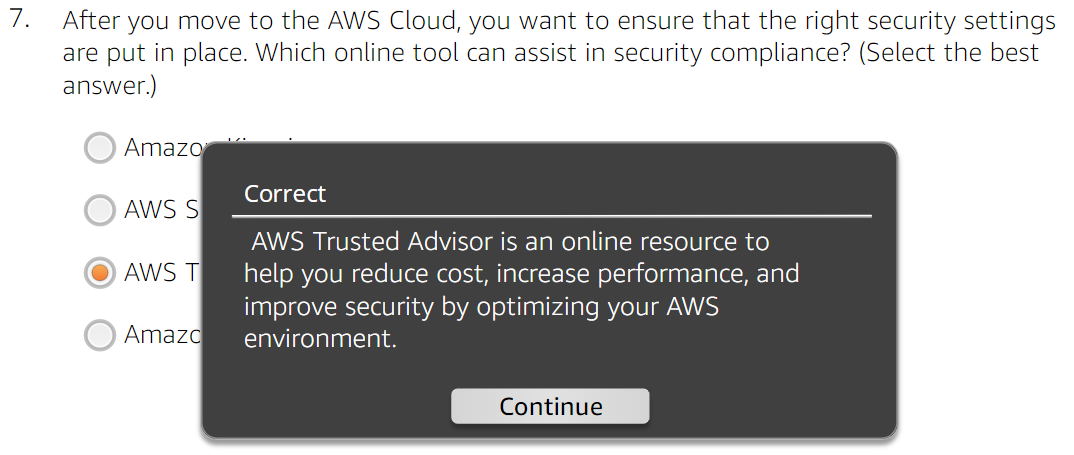 7. After you move to the AWS Cloud, you want to ensure that the right security settings
are put in place. Which online tool can assist in security compliance? (Select the best
answer.)
Amazo
AWS S
AWS T
Amazo
Correct
AWS Trusted Advisor is an online resource to
help you reduce cost, increase performance, and
improve security by optimizing your AWS
environment.
Continue